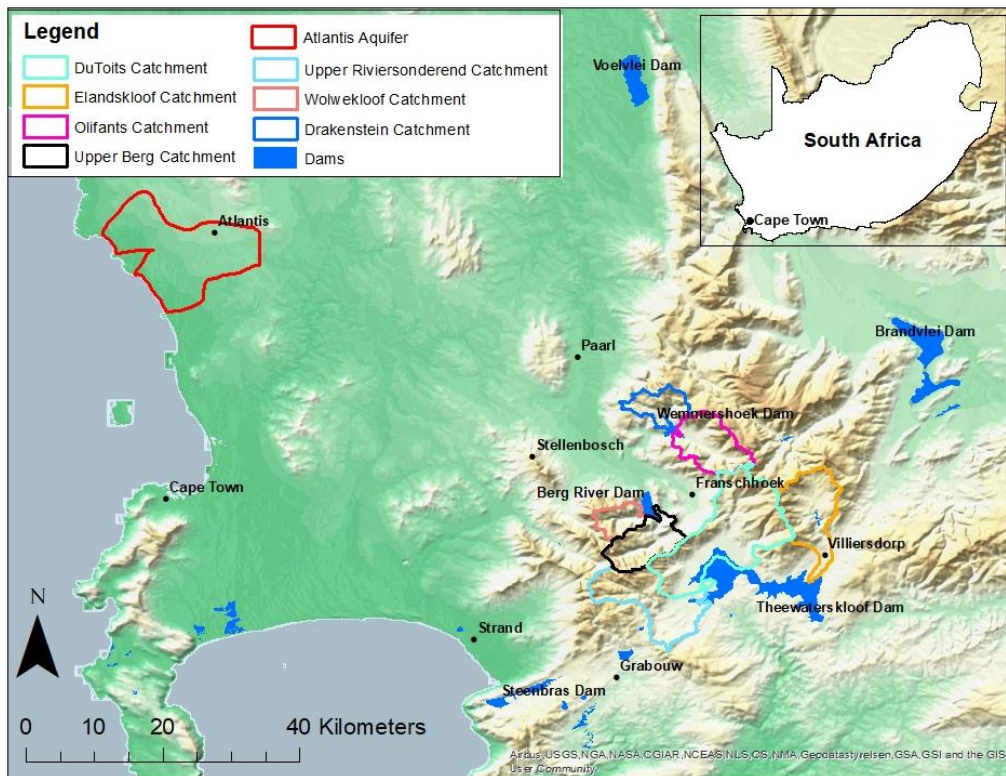 Legend
Atlantis Aquifer
DuToits Catchment
Upper Riviersonderend Catchment
Elandskloof Catchment
Wolwekloof Catchment
Olifants Catchment
Drakenstein Catchment
Upper Berg Catchment
Dams
Voelvlei Dam
South Africa
Cape Town
Atlantis
Brandvlei Dam
Paarl
Wemmershoek Dam
Stellenbosch
Franschhoek
Berg River Dam
Cape Town
Villiersdorp
Theewaterskloof Dam
N
Strand
Grabouw
Steenbras Dam
0 10 20 40 Kilometers
Airbus,USGS,NGA,NASA,CGIAR,NCEAS,NLS,OS,NMA,Geodatastyrelsen,GSA,GSI and the GIS
User Community